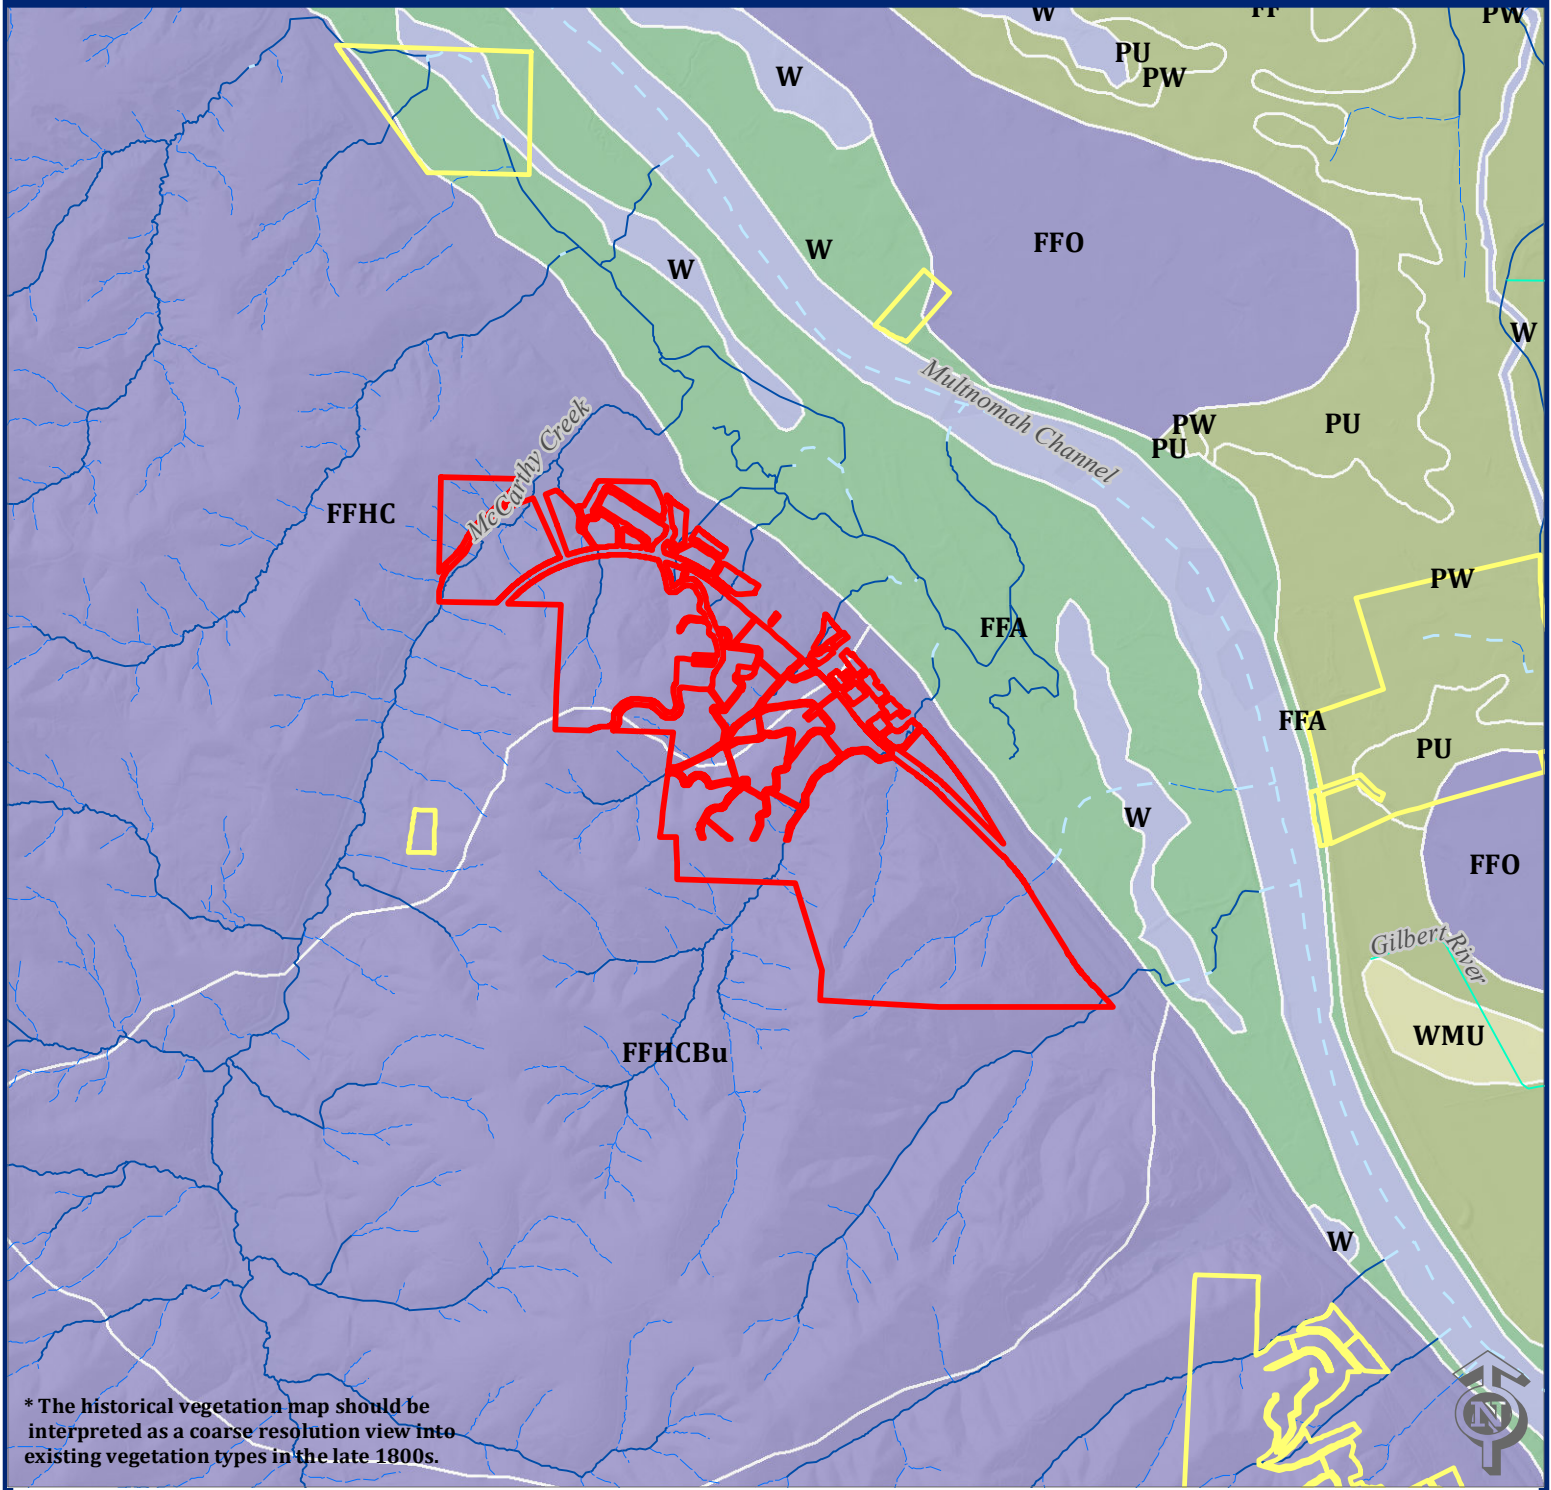 W
FF
PW
PU
PW
W
FFO
W
W
W
Multnomah Channel
PW
PU
PU
McCarthy Creek
FFHC
PW
FFA
FFA
PU
W
FFO
Gilbert River
WMU
FFHCBu
W
* The historical vegetation map should be
interpreted as a coarse resolution view into
existing vegetation types in the late 1800s.
N